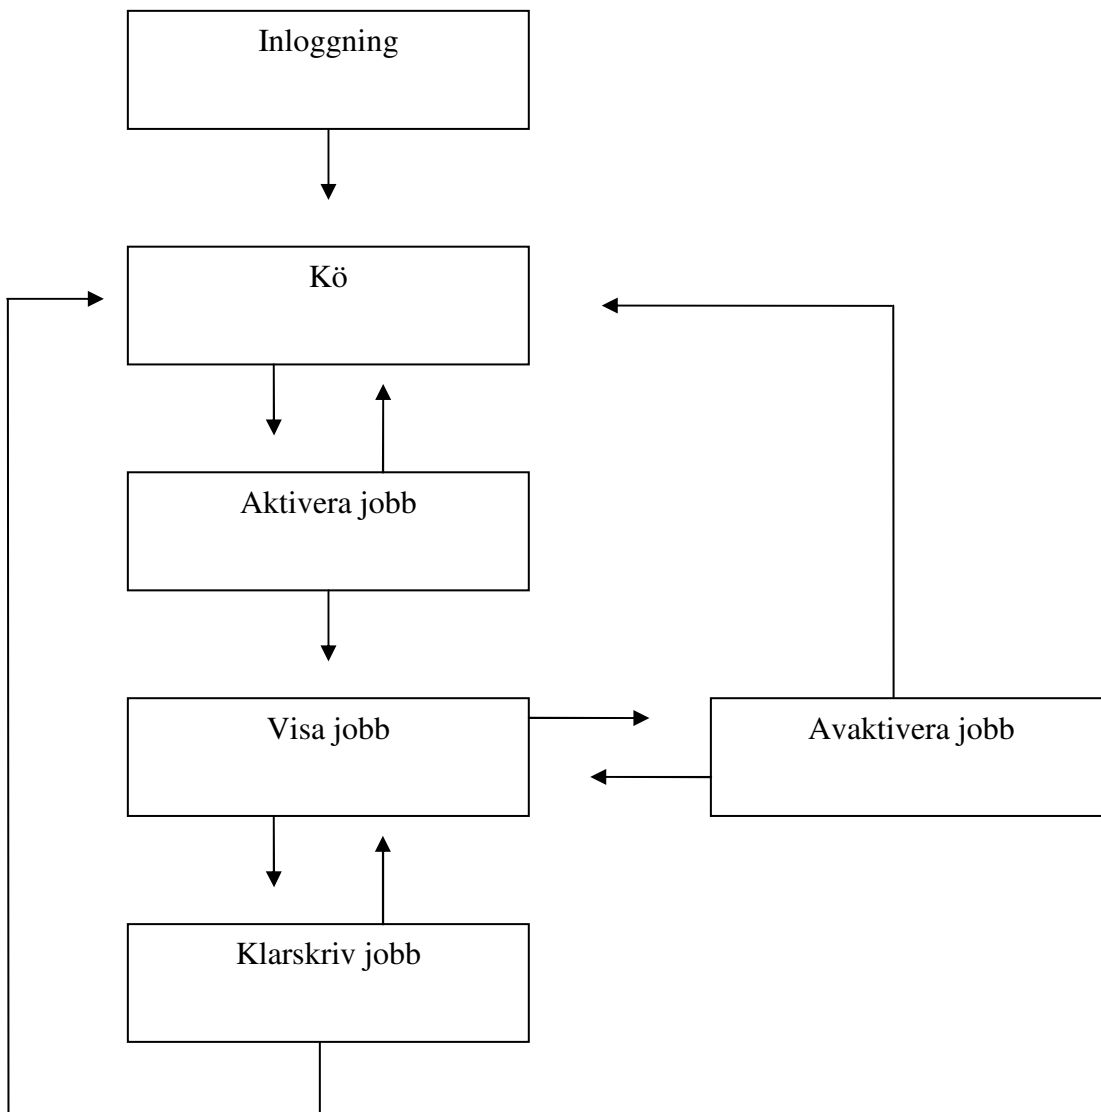 Inloggning
Kö
Aktivera jobb
Visa jobb
Avaktivera jobb
Klarskriv jobb